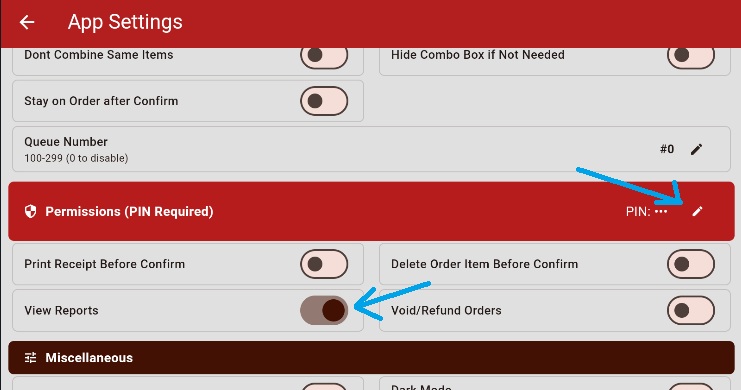 App Settings
Dont Combine Same Items
Hide Combo Box if Not Needed
Stay on Order after Confirm
Queue Number
100-299 (0 to disable)
#0
Permissions (PIN Required)
PIN: •••
Print Receipt Before Confirm
Delete Order Item Before Confirm
View Reports
Void/Refund Orders
Miscellaneous
Dark Mode